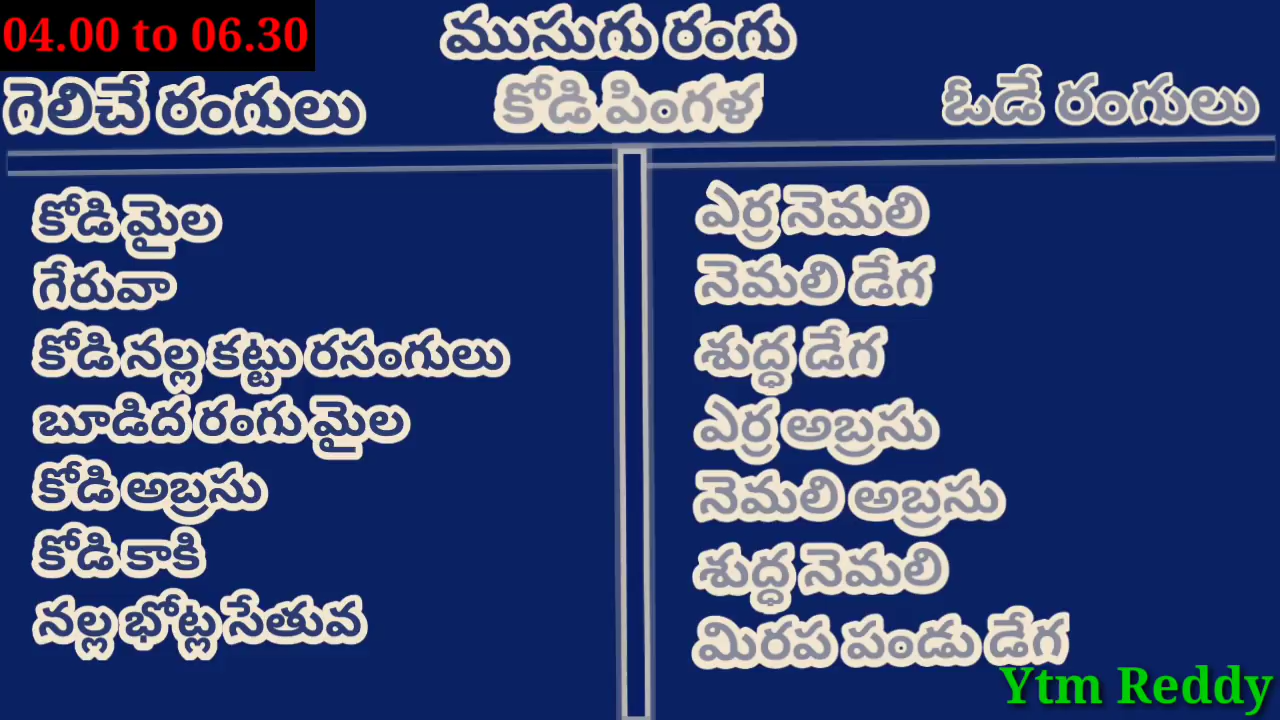 04.00 to 06.30
ముసుగు రంగు
కోడి పింగళ
గెలిచే రంగులు
ఓడే రంగులు
కోడి మైల
గేరువా
కోడి నల్ల కట్టు రసంగులు
బూడిద రంగు మైల
కోడి అబ్రసు
కోడి కాకి
నల్ల భోట్ల సేతువ
ఎర్ర నెమలి
నెమలి డేగ
శుద్ధ డేగ
ఎర్ర అబ్రసు
నెమలి అబ్రసు
శుద్ధ నెమలి
మిరప పండు డేగ
Ytm Reddy